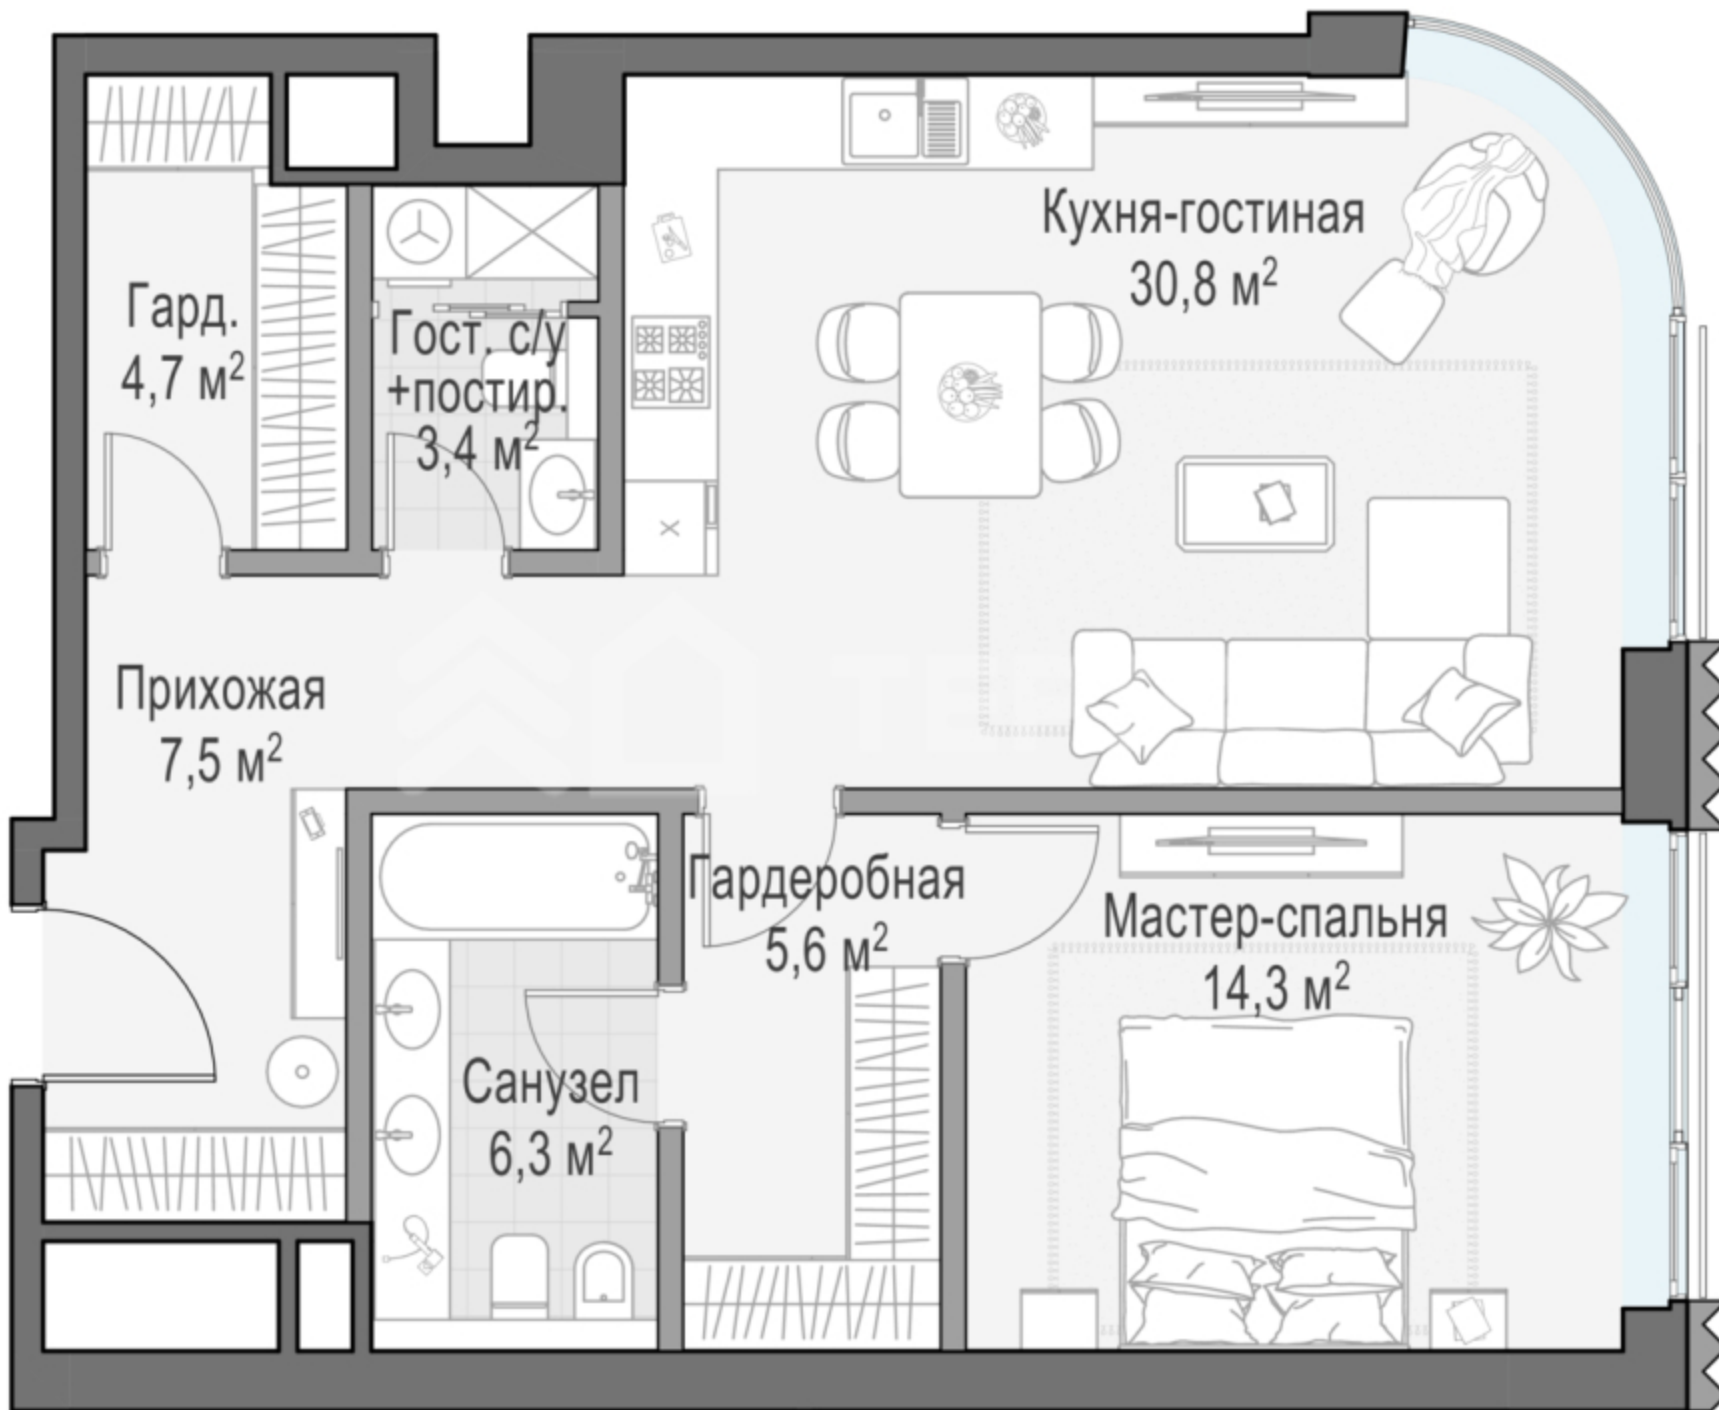 Кухня-гостиная
30,8 м²
Гард.
4,7 м²
Гост. с/у
+постир.
3,4 м²
Прихожая
7,5 м²
Гардеробная
5,6 м²
Мастер-спальня
14,3 м²
Санузел
6,3 м²